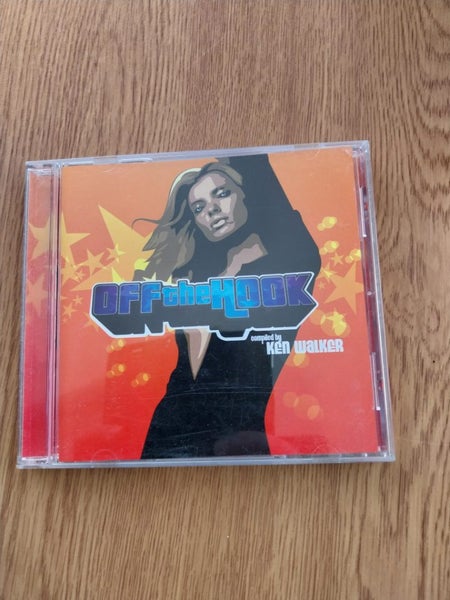 OFF the HOOK
compiled by
KEN WALKER